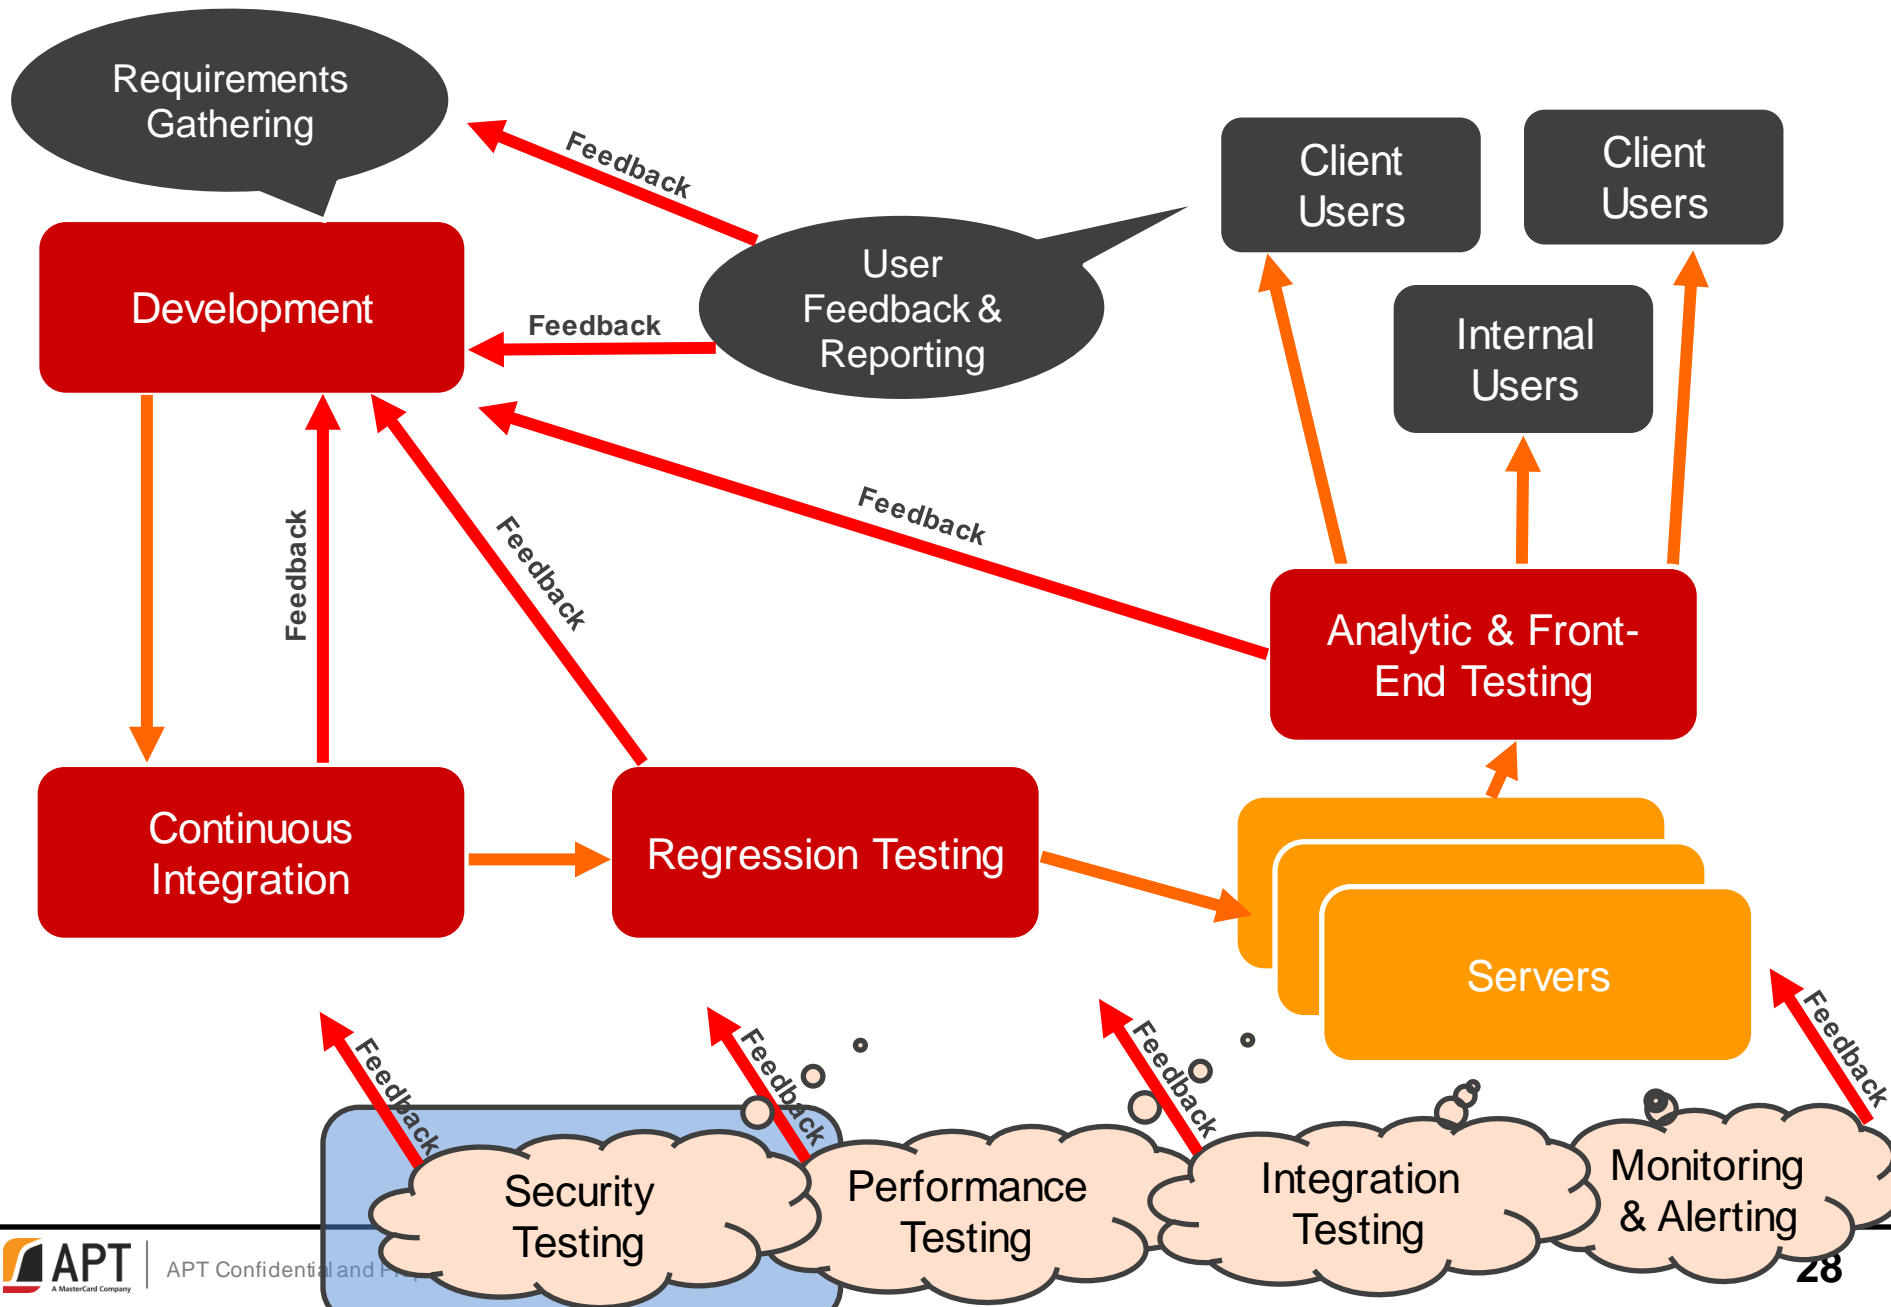 Requirements
Gathering
Feedback
Client
Users
Client
Users
Development
Feedback
User
Feedback &
Reporting
Internal
Users
Feedback
Feedback
Feedback
Analytic & Front-
End Testing
Continuous
Integration
Regression Testing
Servers
Feedback
Feedback
Feedback
Feedback
Security
Testing
Performance
Testing
Integration
Testing
Monitoring
& Alerting
APT
A MasterCard Company
APT Confidential and
28